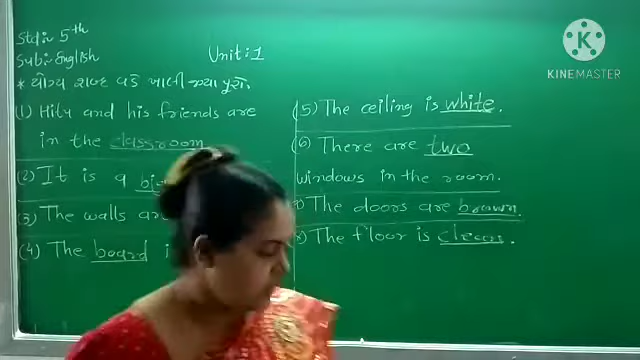 Std: 5th
Sub: English
Unit: 1
* યોગ્ય શબ્દ વડે ખાલી જગ્યા પૂરો.
(1) Hitu and his friends are
in the classroom
(2) It is a
(3) The walls
(4) The board
(5) The ceiling is white.
(6) There are two
windows in the room.
The doors are brown.
The floor is clean.
KINEMASTER